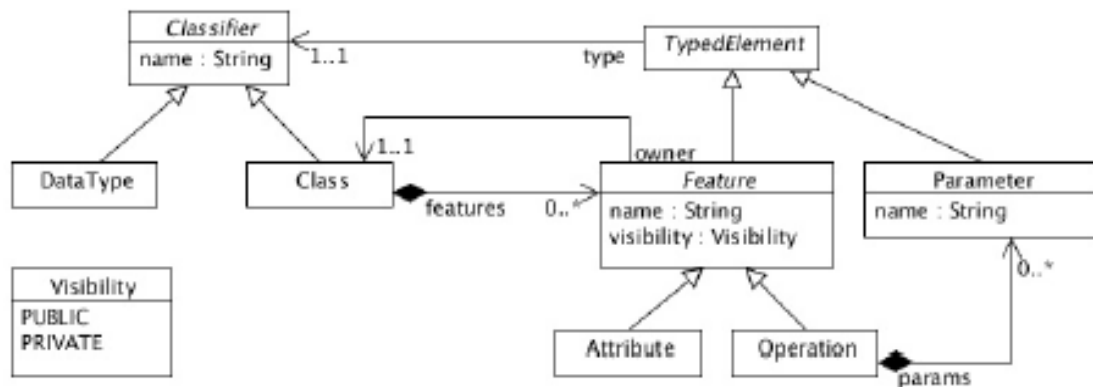 Classifier
name : String
1..1
type
TypedElement
DataType
Class
1..1
owner
features
0..*
Feature
name : String
visibility : Visibility
Parameter
name : String
0..*
Visibility
PUBLIC
PRIVATE
Attribute
Operation
params